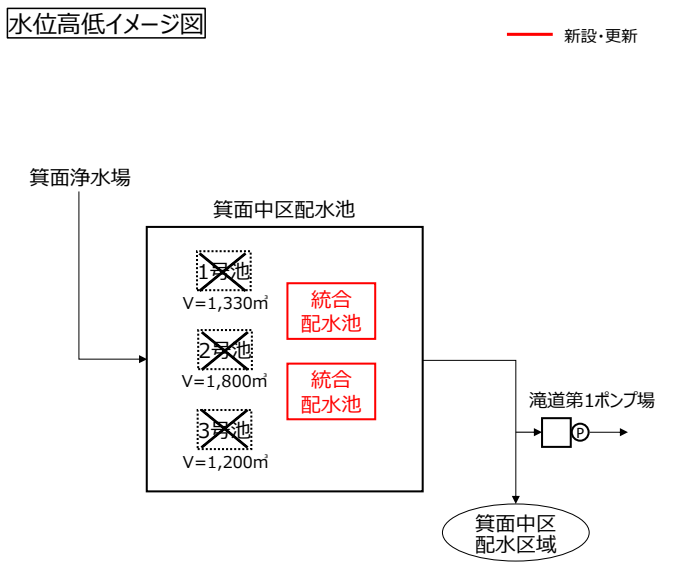 水位高低イメージ図
新設・更新
箕面浄水場
箕面中区配水池
1号池
V=1,330㎥
統合
配水池
2号池
V=1,800㎥
統合
配水池
3号池
V=1,200㎥
滝道第1ポンプ場
P
箕面中区
配水区域